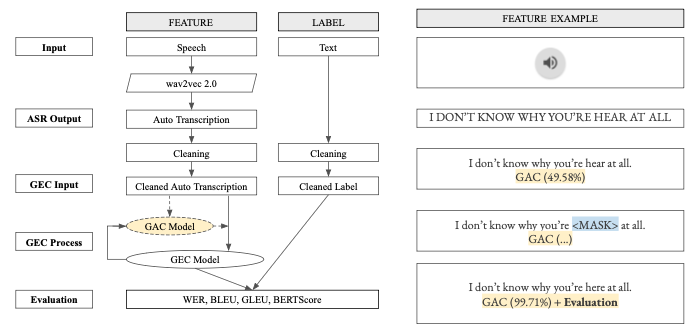 FEATURE LABEL FEATURE EXAMPLE
Input Speech Text
wav2vec 2.0
ASR Output Auto Transcription I DON'T KNOW WHY YOU'RE HEAR AT ALL
Cleaning Cleaning
I don't know why you're hear at all.
GEC Input Cleaned Auto Transcription Cleaned Label GAC (49.58%)
GAC Model I don't know why you're <MASK> at all.
GEC Process GAC (...)
GEC Model
I don't know why you're here at all.
Evaluation WER, BLEU, GLEU, BERTScore GAC (99.71%) + Evaluation